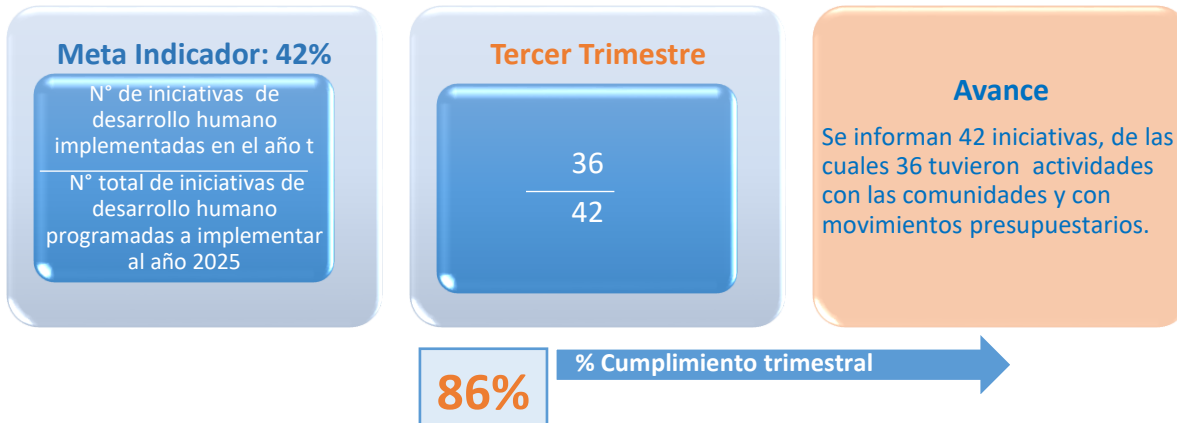 Meta Indicador: 42%
N° de iniciativas de
desarrollo humano
implementadas en el año t
N° total de iniciativas de
desarrollo humano
programadas a implementar
al año 2025
Tercer Trimestre
36
42
Avance
Se informan 42 iniciativas, de las
cuales 36 tuvieron actividades
con las comunidades y con
movimientos presupuestarios.
86%
% Cumplimiento trimestral